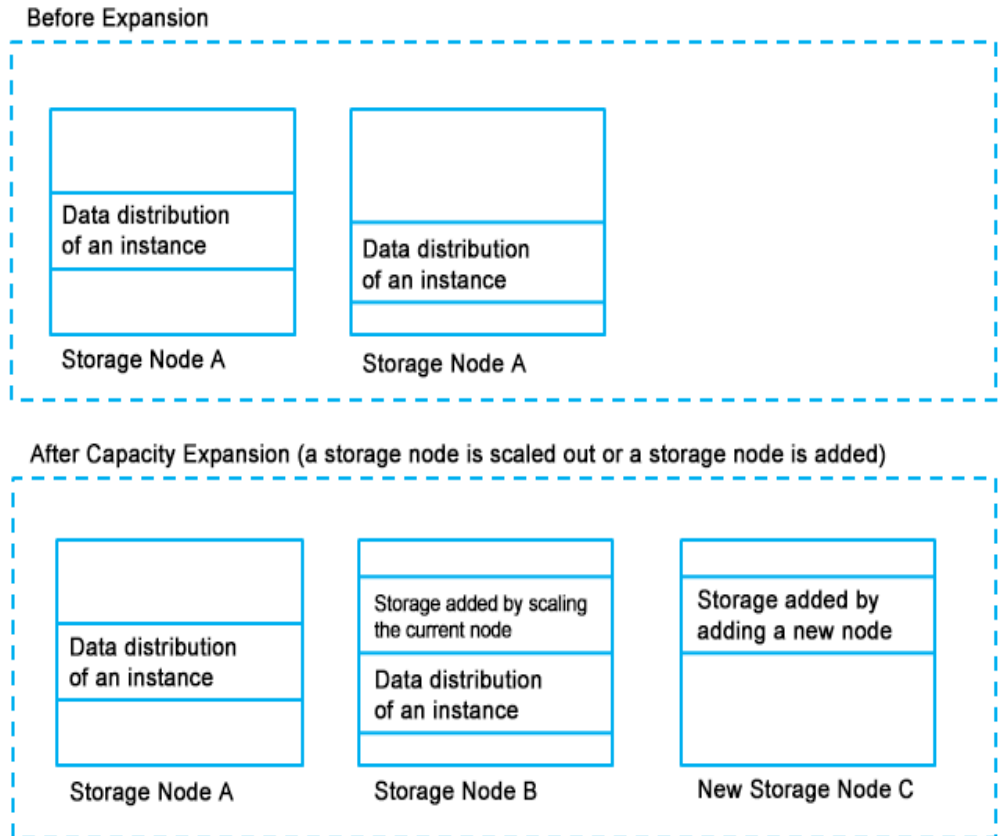 Before Expansion
Data distribution
of an instance
Data distribution
of an instance
Storage Node A
Storage Node A
After Capacity Expansion (a storage node is scaled out or a storage node is added)
Data distribution
of an instance
Storage added by scaling
the current node
Data distribution
of an instance
Storage added by
adding a new node
Storage Node A
Storage Node B
New Storage Node C